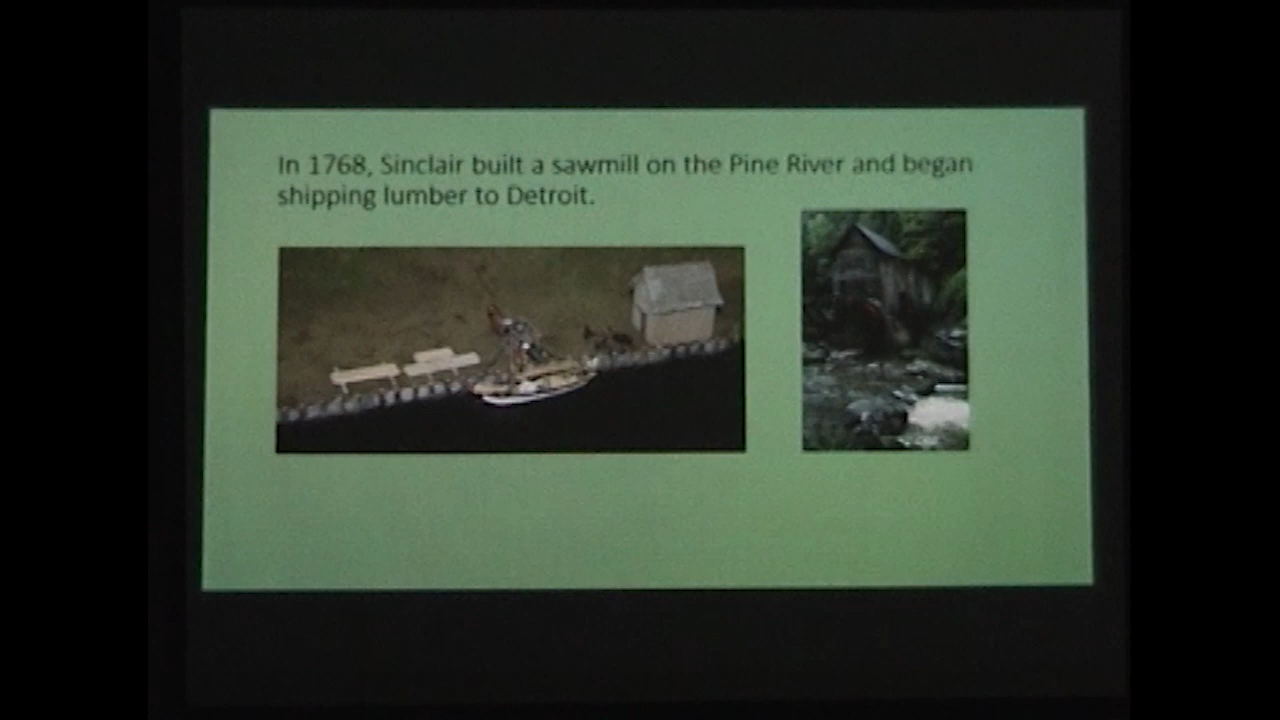 In 1768, Sinclair built a sawmill on the Pine River and began
shipping lumber to Detroit.